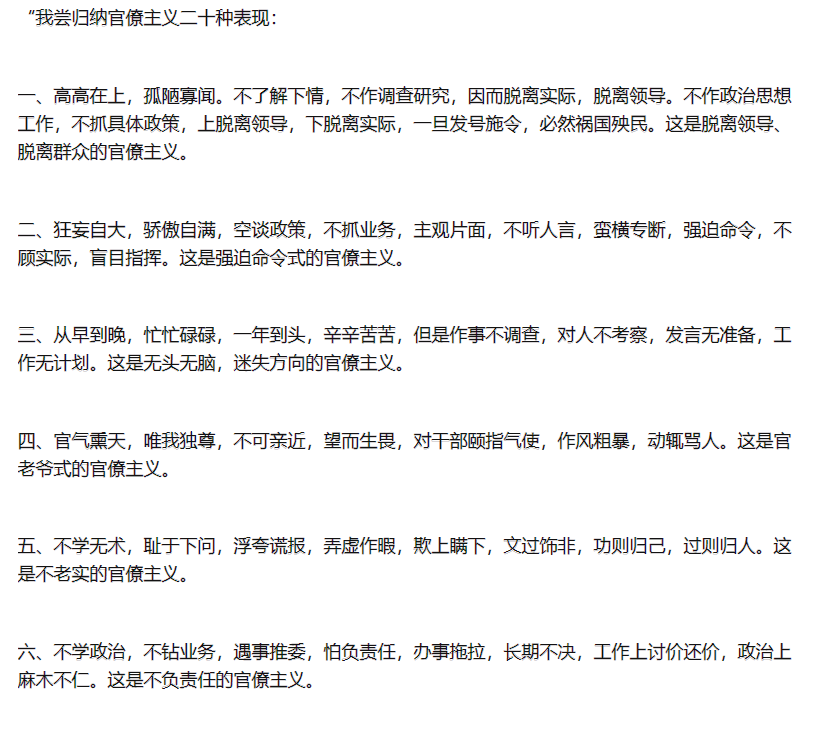 “我尝归纳官僚主义二十种表现：
一、高高在上，孤陋寡闻。不了解下情，不作调查研究，因而脱离实际，脱离领导。不作政治思想
工作，不抓具体政策，上脱离领导，下脱离实际，一旦发号施令，必然祸国殃民。这是脱离领导、
脱离群众的官僚主义。
二、狂妄自大，骄傲自满，空谈政策，不抓业务，主观片面，不听人言，蛮横专断，强迫命令，不
顾实际，盲目指挥。这是强迫命令式的官僚主义。
三、从早到晚，忙忙碌碌，一年到头，辛辛苦苦，但是作事不调查，对人不考察，发言无准备，工
作无计划。这是无头无脑，迷失方向的官僚主义。
四、官气熏天，唯我独尊，不可亲近，望而生畏，对干部颐指气使，作风粗暴，动辄骂人。这是官
老爷式的官僚主义。
五、不学无术，耻于下问，浮夸谎报，弄虚作暇，欺上瞒下，文过饰非，功则归己，过则归人。这
是不老实的官僚主义。
六、不学政治，不钻业务，遇事推委，怕负责任，办事拖拉，长期不决，工作上讨价还价，政治上
麻木不仁。这是不负责任的官僚主义。